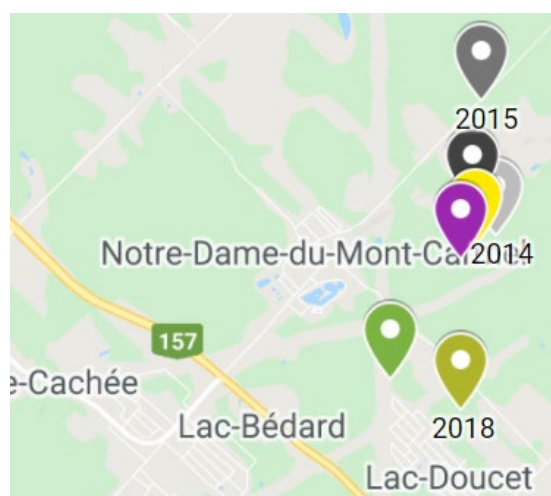 2015
Notre-Dame-du-Mont-Ca
2014
157
e-Cachée
Lac-Bédard
2018
Lac-Doucet